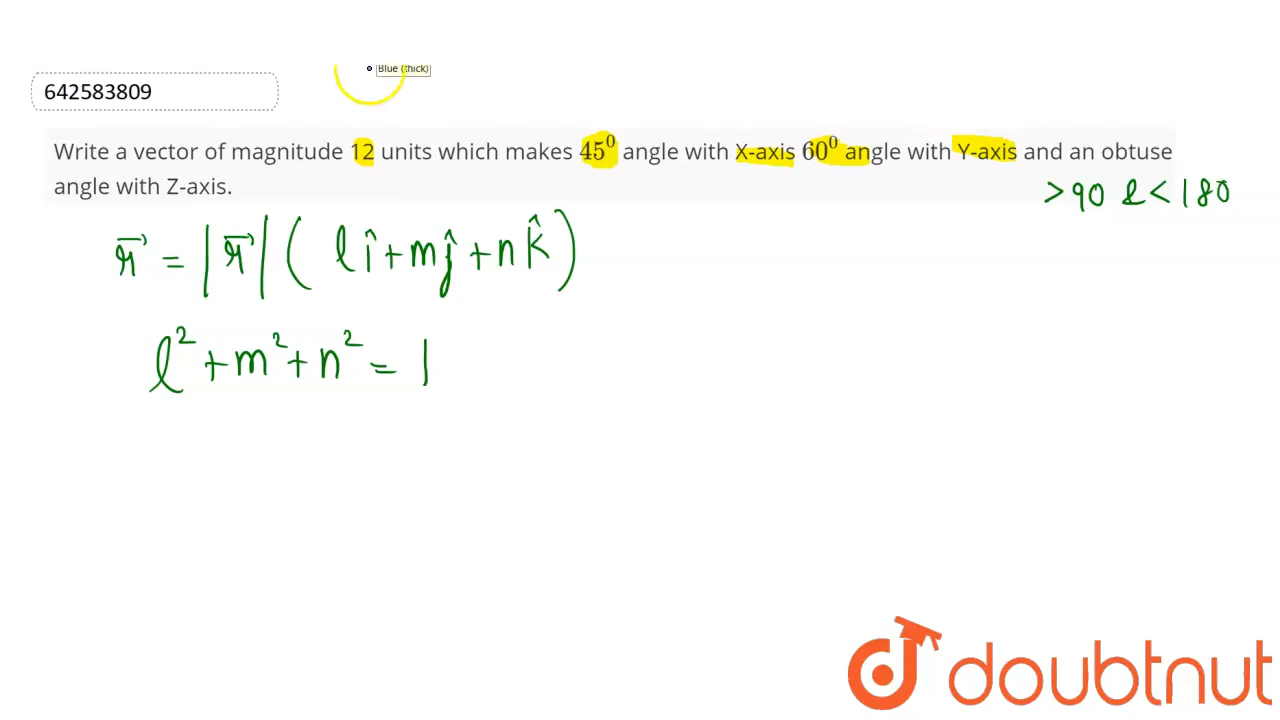 Blue (thick)
642583809
Write a vector of magnitude 12 units which makes 45⁰ angle with X-axis 60⁰ angle with Y-axis and an obtuse
angle with Z-axis.
>90 & <180
r⃗ = |r⃗| ( l î + m ĵ + n k̂ )
l² + m² + n² = 1
doubtnut